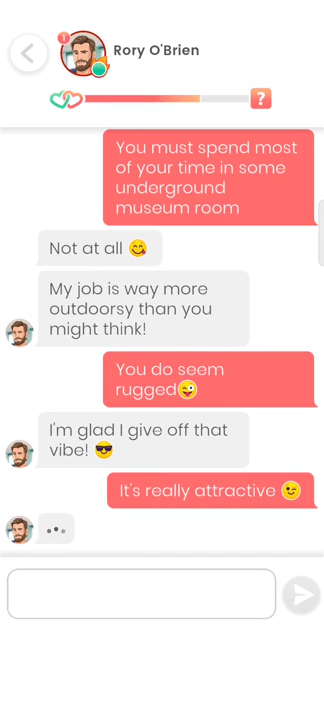 1
Rory O'Brien
?
You must spend most
of your time in some
underground
museum room
Not at all 😋
My job is way more
outdoorsy than you
might think!
You do seem
rugged😜
I'm glad I give off that
vibe! 😎
It's really attractive 😉